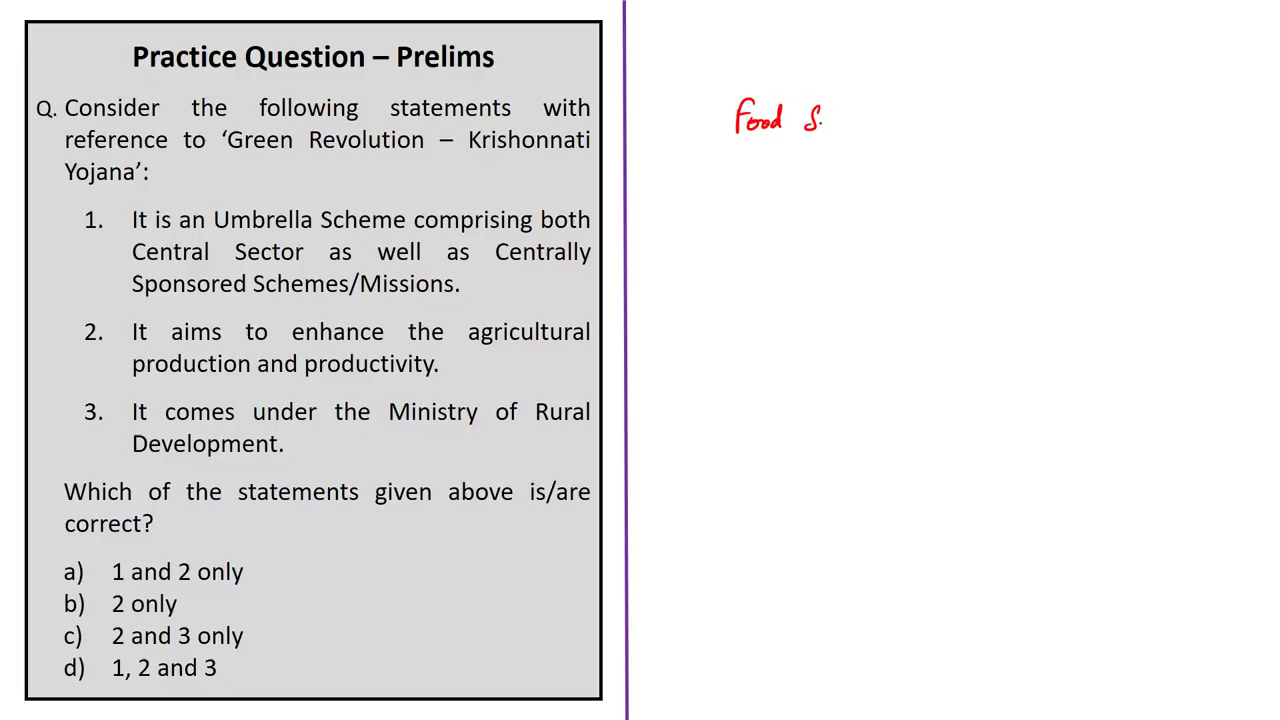 Practice Question – Prelims
Q. Consider the following statements with
reference to ‘Green Revolution – Krishonnati
Yojana’:
1. It is an Umbrella Scheme comprising both
Central Sector as well as Centrally
Sponsored Schemes/Missions.
2. It aims to enhance the agricultural
production and productivity.
3. It comes under the Ministry of Rural
Development.
Which of the statements given above is/are
correct?
a) 1 and 2 only
b) 2 only
c) 2 and 3 only
d) 1, 2 and 3
Food S.